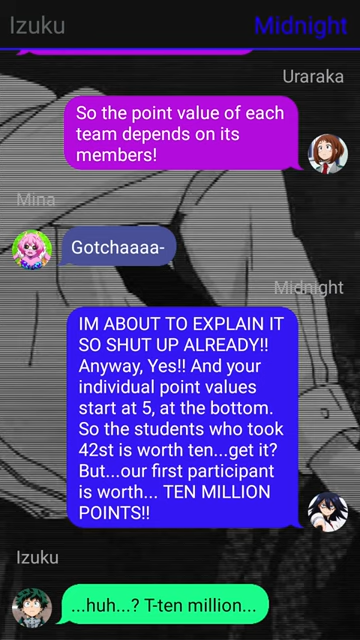 Izuku
Midnight
Uraraka
So the point value of each
team depends on its
members!
Mina
Gotchaaaa-
Midnight
IM ABOUT TO EXPLAIN IT
SO SHUT UP ALREADY!!
Anyway, Yes!! And your
individual point values
start at 5, at the bottom.
So the students who took
42st is worth ten...get it?
But...our first participant
is worth... TEN MILLION
POINTS!!
Izuku
...huh...? T-ten million...